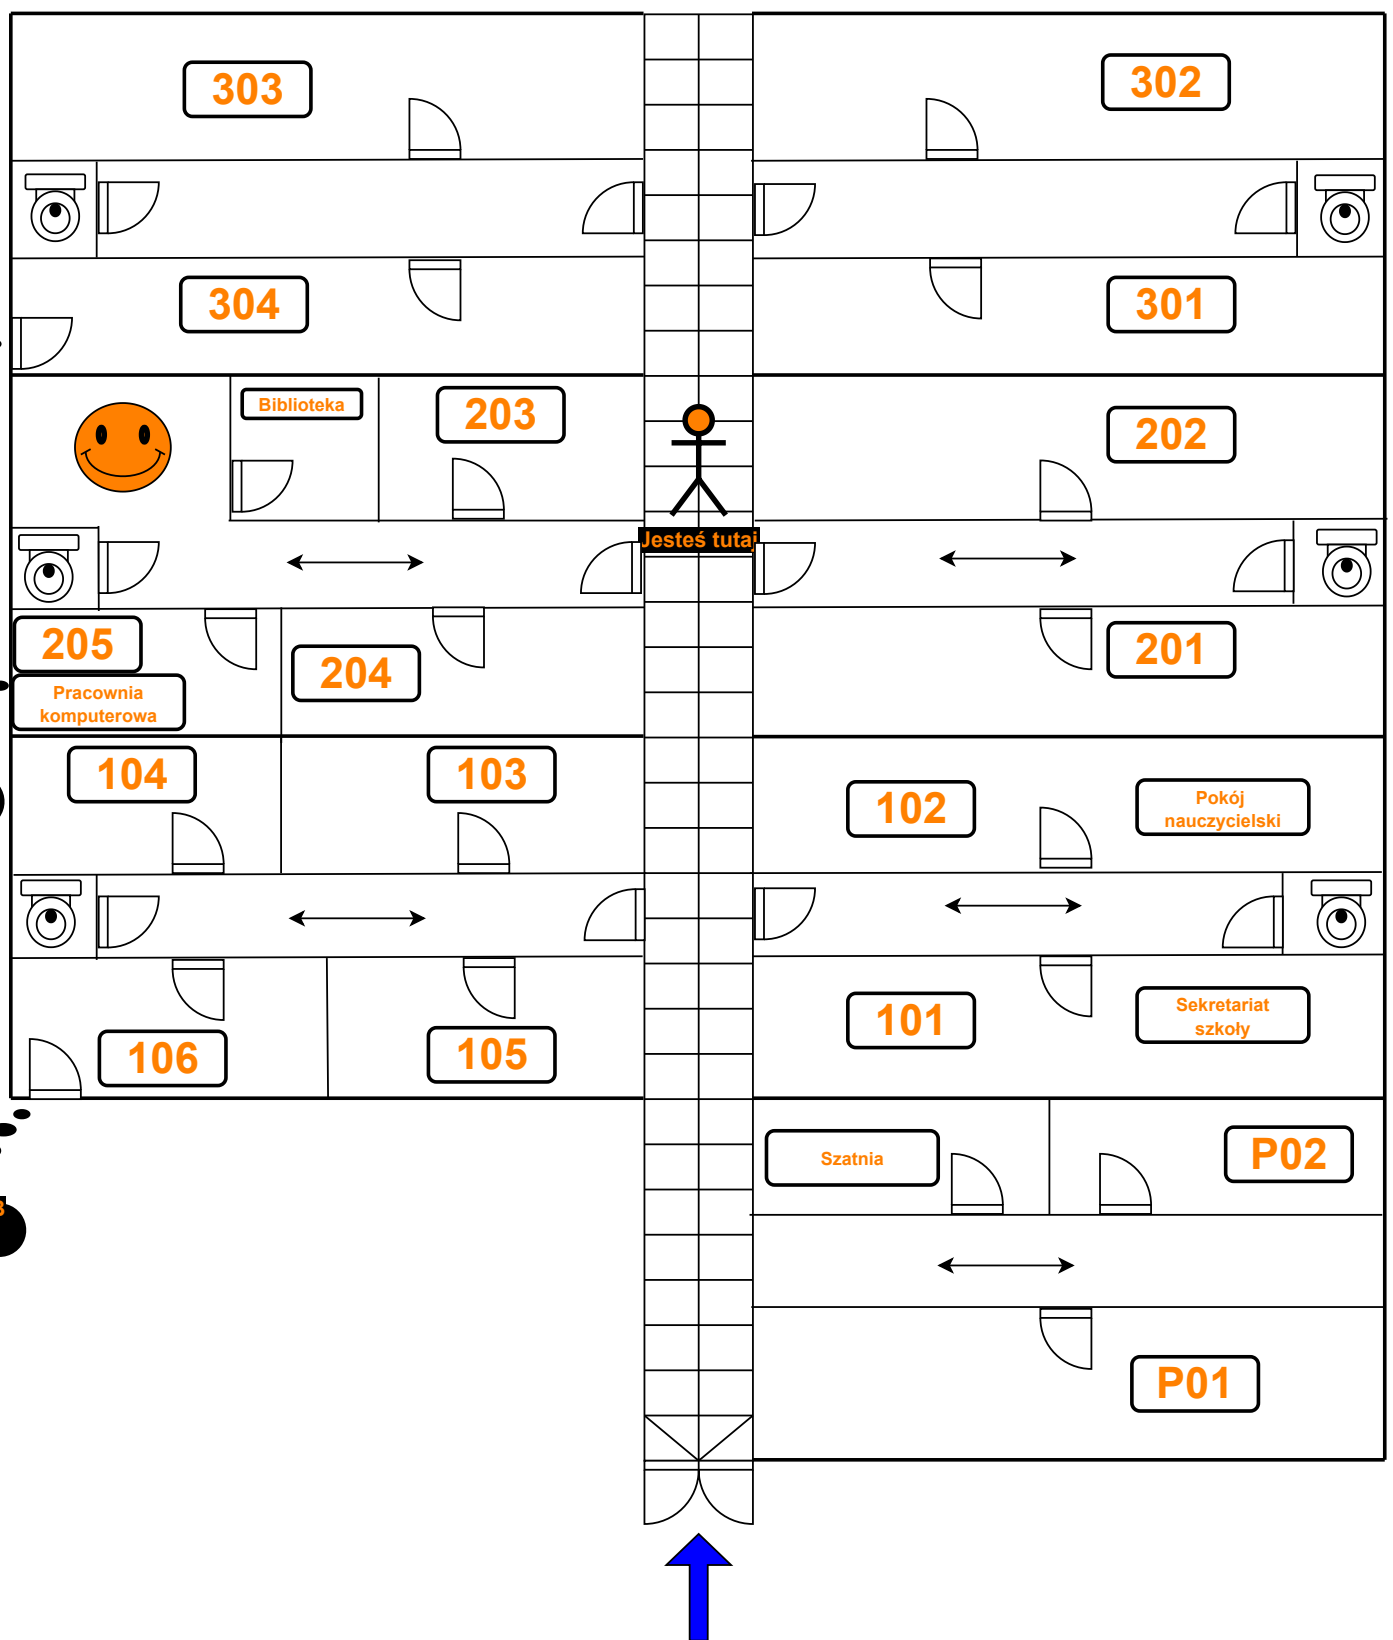 303
302
304
301
Biblioteka
203
202
Jesteś tutaj
205
204
201
Pracownia
komputerowa
104
103
102
Pokój
nauczycielski
101
Sekretariat
szkoły
106
105
Szatnia
P02
P01